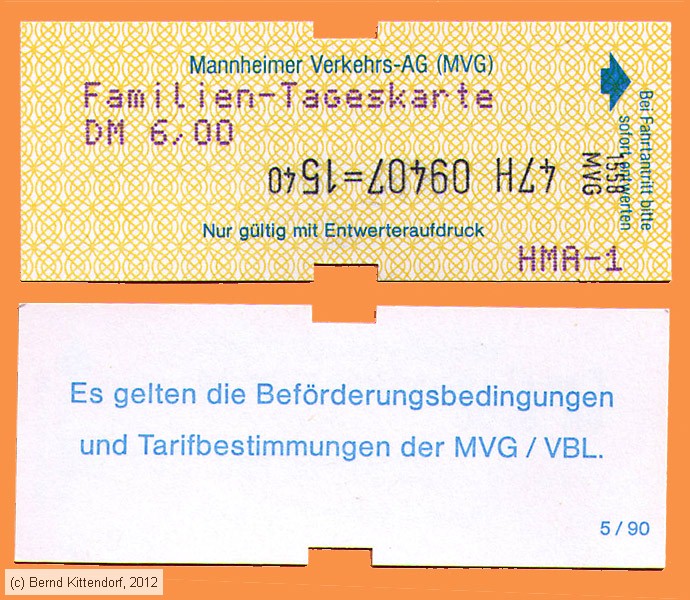 Mannheimer Verkehrs-AG (MVG)
Familien-Tageskarte
DM 6,00
47H 09407=1540
1558
MVG
Bei Fahrtantritt bitte
sofort entwerten
Nur gültig mit Entwerteraufdruck
HMA-1
Es gelten die Beförderungsbedingungen
und Tarifbestimmungen der MVG / VBL.
5 / 90
(c) Bernd Kittendorf, 2012